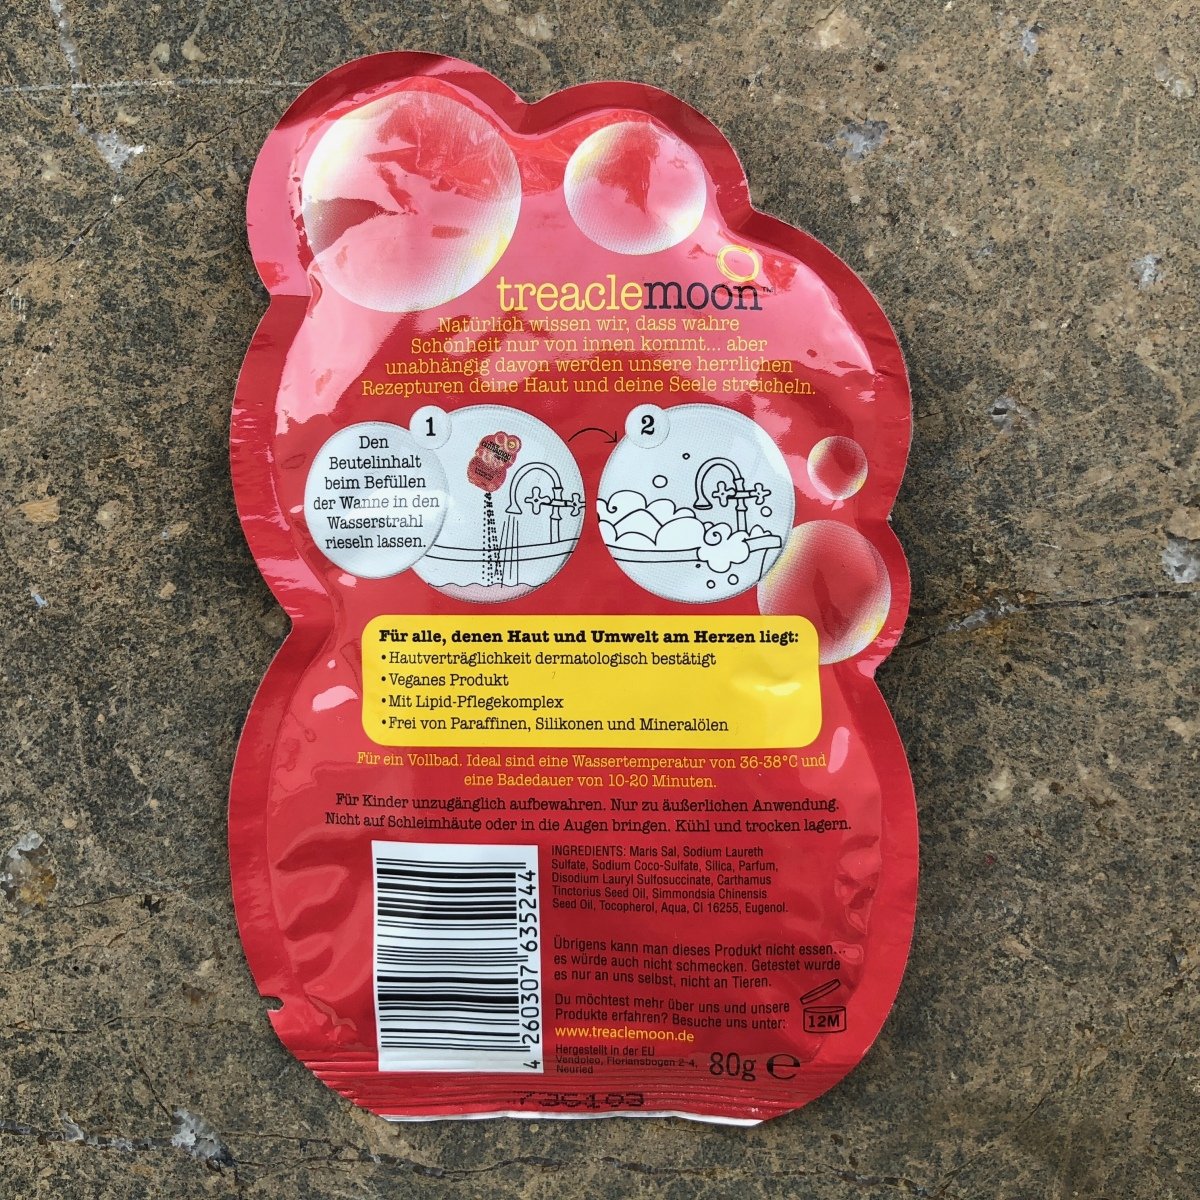 treaclemoon™
Natürlich wissen wir, dass wahre
Schönheit nur von innen kommt... aber
unabhängig davon werden unsere herrlichen
Rezepturen deine Haut und deine Seele streicheln.
1
Den
Beutelinhalt
beim Befüllen
der Wanne in den
Wasserstrahl
rieseln lassen.
2
Für alle, denen Haut und Umwelt am Herzen liegt:
•Hautverträglichkeit dermatologisch bestätigt
•Veganes Produkt
•Mit Lipid-Pflegekomplex
•Frei von Paraffinen, Silikonen und Mineralölen
Für ein Vollbad. Ideal sind eine Wassertemperatur von 36-38°C und
eine Badedauer von 10-20 Minuten.
Für Kinder unzugänglich aufbewahren. Nur zu äußerlichen Anwendung.
Nicht auf Schleimhäute oder in die Augen bringen. Kühl und trocken lagern.
INGREDIENTS: Maris Sal, Sodium Laureth
Sulfate, Sodium Coco-Sulfate, Silica, Parfum,
Disodium Lauryl Sulfosuccinate, Carthamus
Tinctorius Seed Oil, Simmondsia Chinensis
Seed Oil, Tocopherol, Aqua, CI 16255, Eugenol.
Übrigens kann man dieses Produkt nicht essen...
es würde auch nicht schmecken. Getestet wurde
es nur an uns selbst, nicht an Tieren.
Du möchtest mehr über uns und unsere
Produkte erfahren? Besuche uns unter:
www.treaclemoon.de
12M
Hergestellt in der EU
Vendoleo, Floriansbogen 2-4,
Neuried
80g e
4 260307 635244